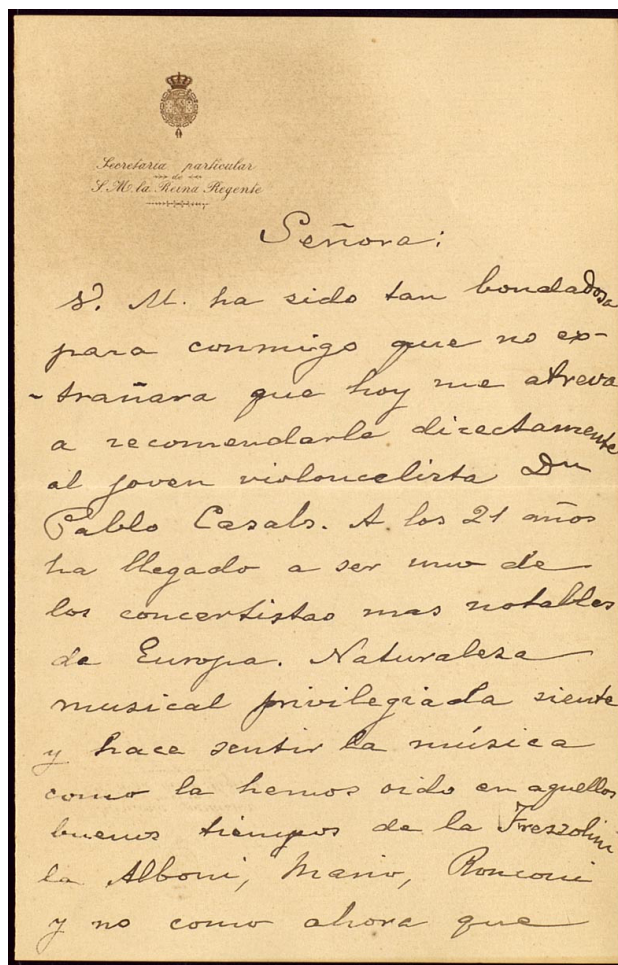 Secretaría particular
de
S. M. la Reina Regente
Señora:
V. M. ha sido tan bondadosa
para conmigo que no ex-
-trañara que hoy me atreva
a recomendarle directamente
al joven violoncelista Dn
Pablo Casals. A los 21 años
ha llegado a ser uno de
los concertistas mas notables
de Europa. Naturaleza
musical privilegiada siente
y hace sentir la música
como la hemos oido en aquellos
buenos tiempos de la Frezzolini
la Alboni, Mario, Ronconi
y no como ahora que